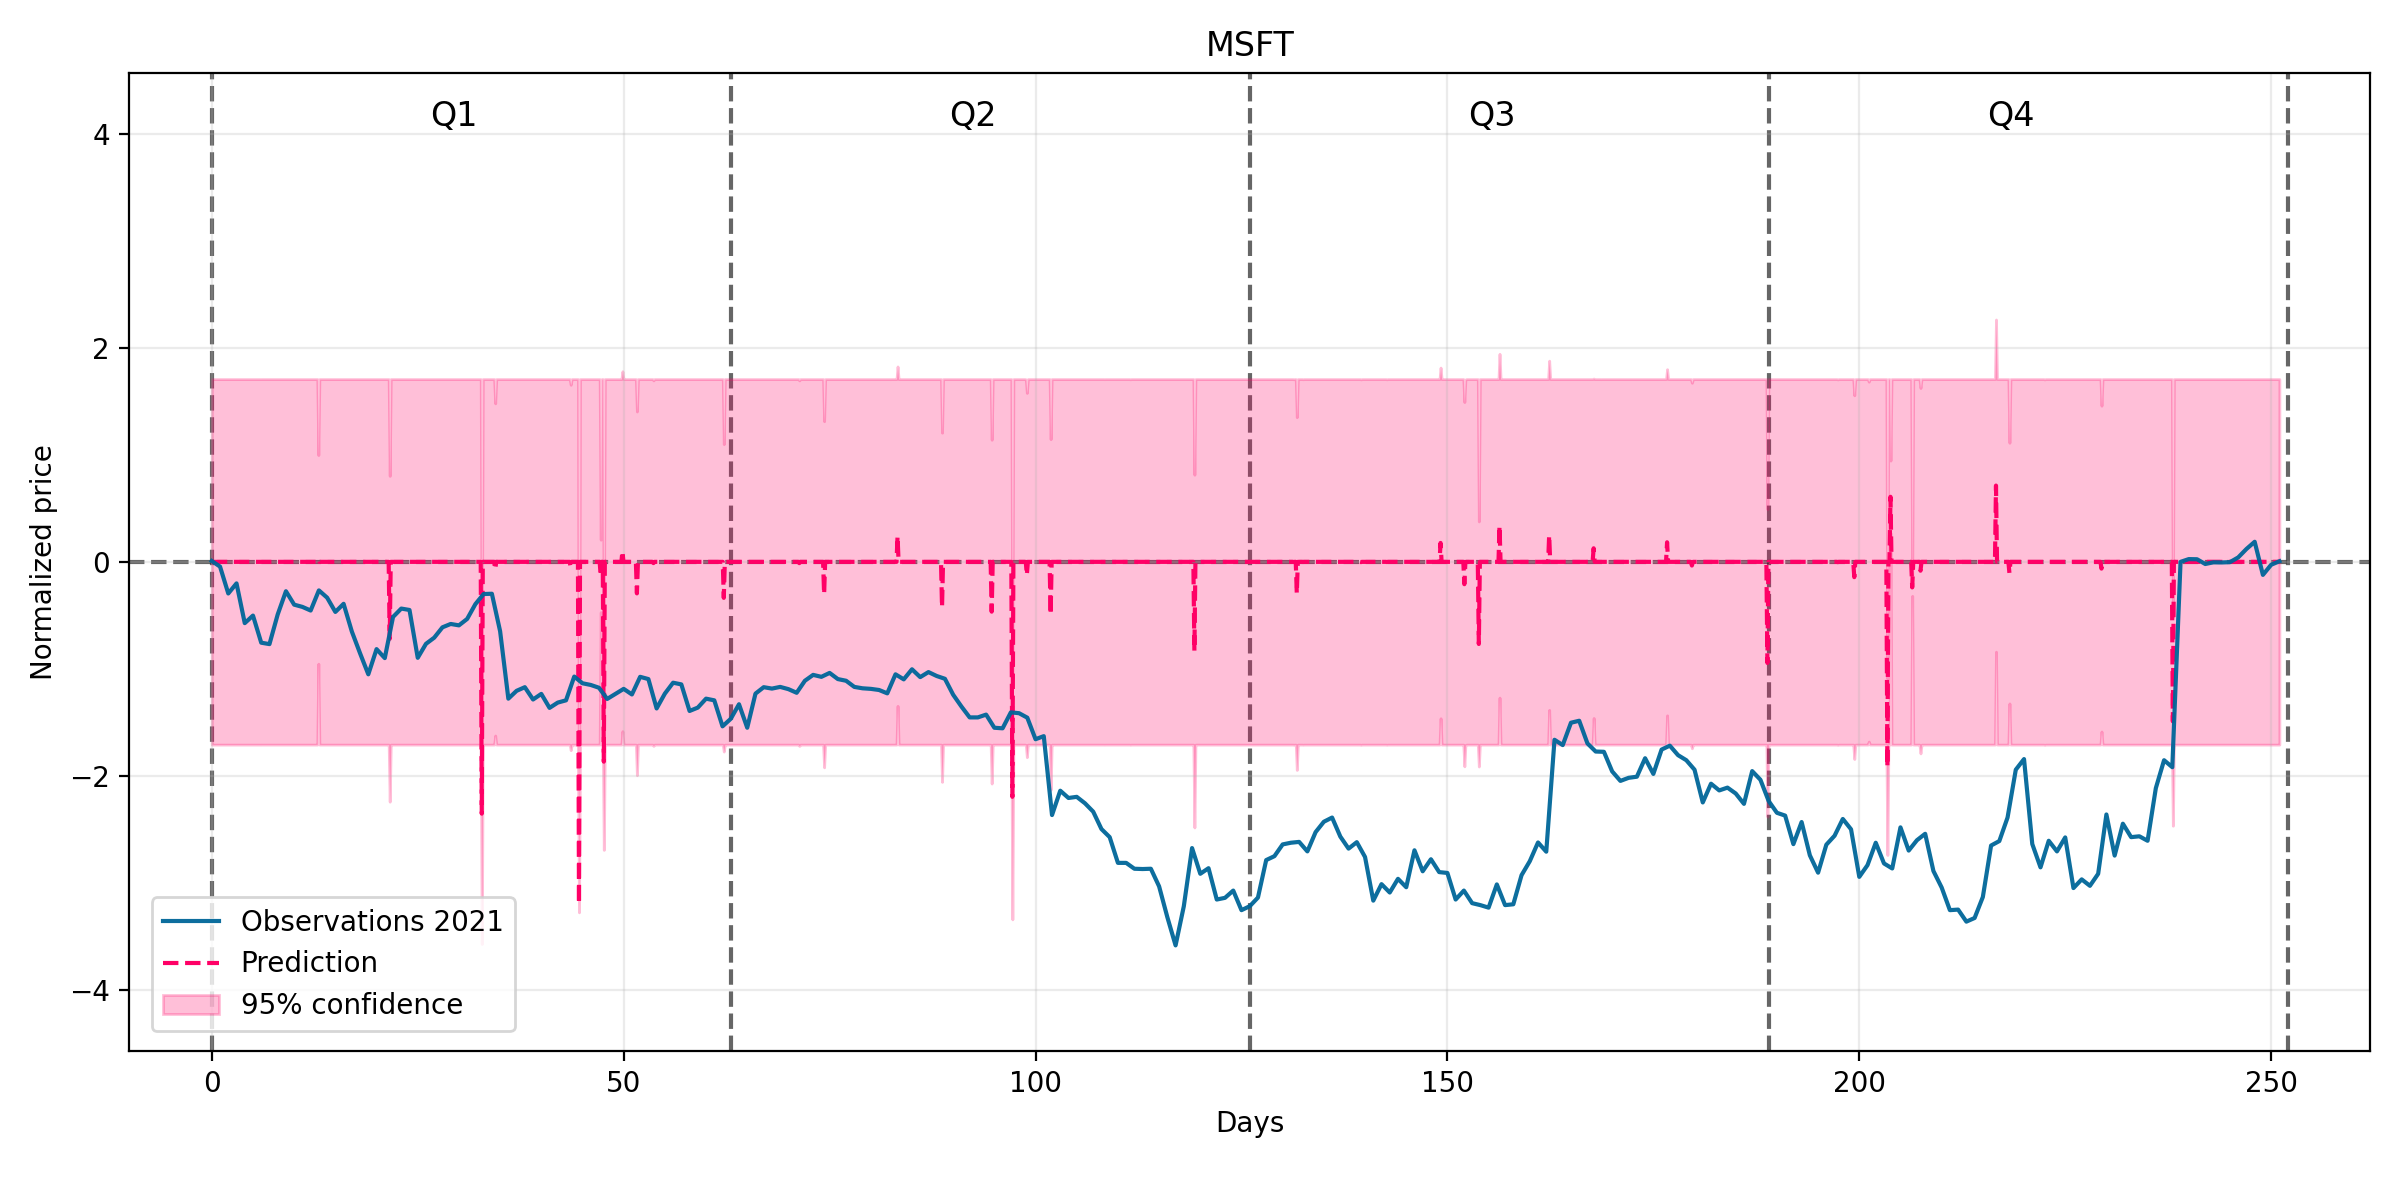 MSFT
Q1 Q2 Q3 Q4
4
2
0
−2
−4
Normalized price
Observations 2021
Prediction
95% confidence
0 50 100 150 200 250
Days